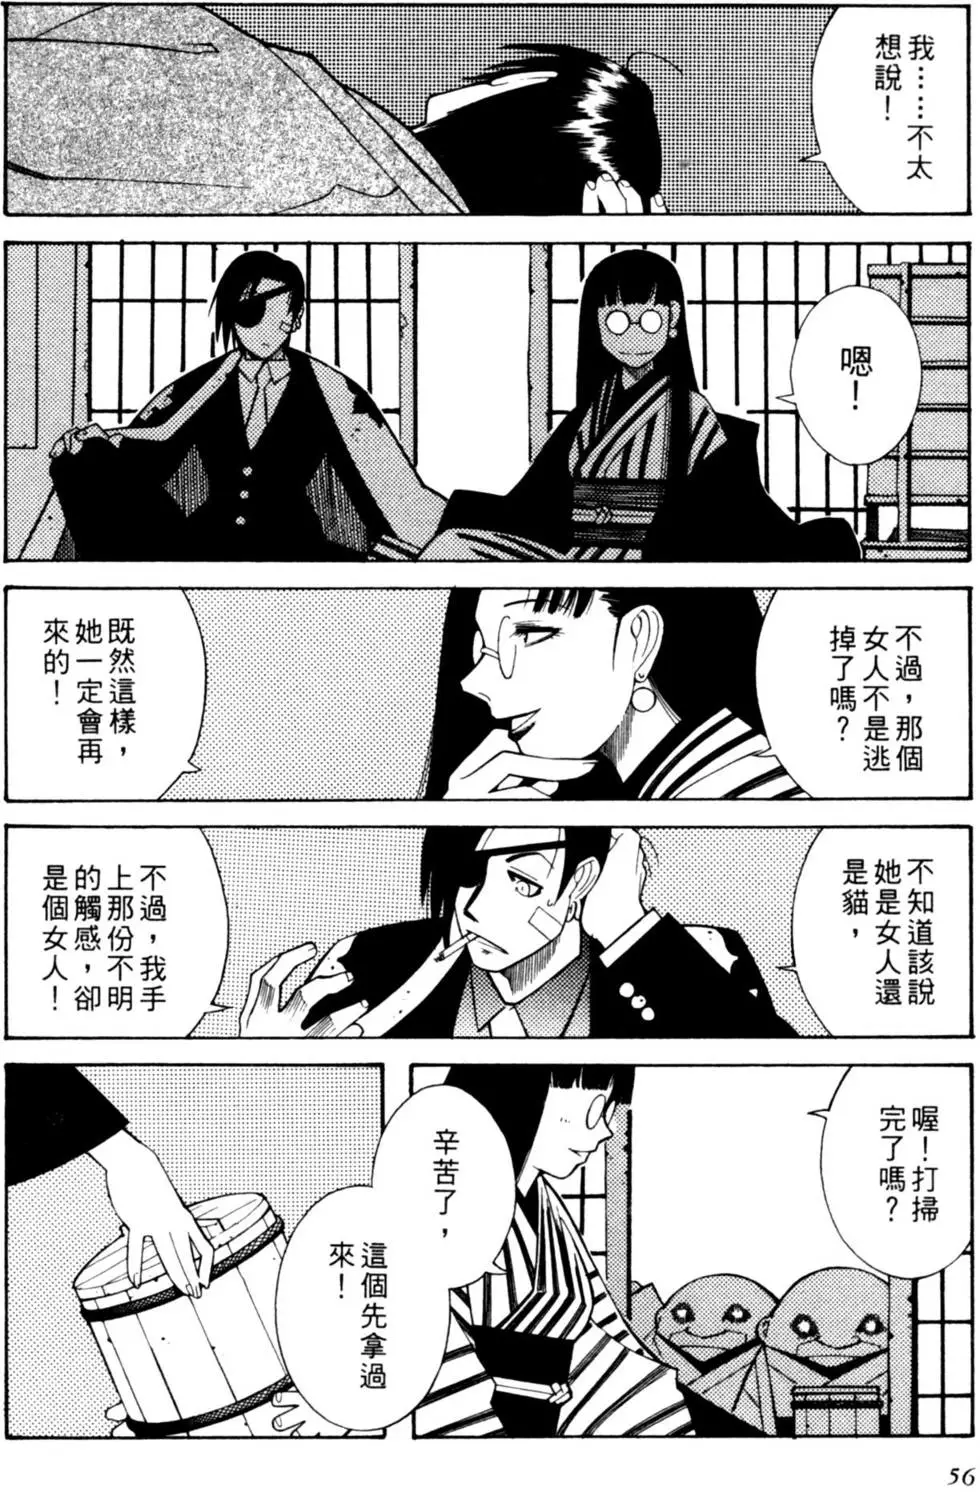 我……不太
想說！
嗯！
不過，那個
女人不是逃
掉了嗎？
既然這樣，
她一定會再
來的！
不知道該說
她是女人還
是貓，
不過，我手
上那份不明
的觸感，卻
是個女人！
喔！打掃
完了嗎？
辛苦了，
這個先拿過
來！
56